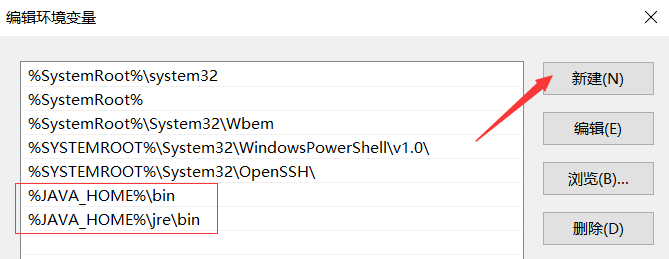 编辑环境变量
%SystemRoot%\system32
%SystemRoot%
%SystemRoot%\System32\Wbem
%SYSTEMROOT%\System32\WindowsPowerShell\v1.0\
%SYSTEMROOT%\System32\OpenSSH\
%JAVA_HOME%\bin
%JAVA_HOME%\jre\bin
新建(N)
编辑(E)
浏览(B)...
删除(D)